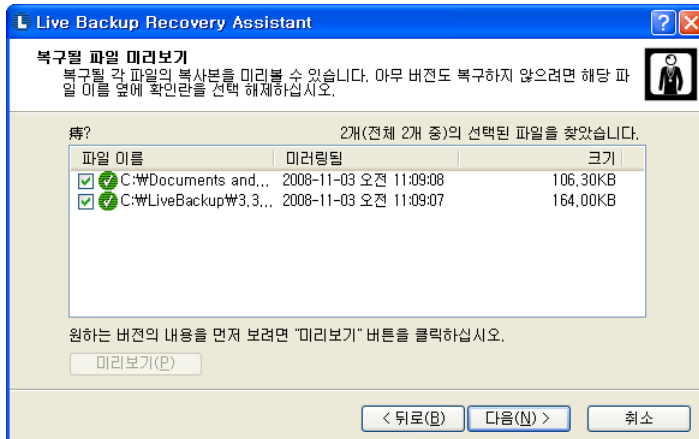 Live Backup Recovery Assistant
복구될 파일 미리보기
복구될 각 파일의 복사본을 미리볼 수 있습니다. 아무 버전도 복구하지 않으려면 해당 파
일 이름 옆에 확인란을 선택 해제하십시오.
痔? 2개(전체 2개 중)의 선택된 파일을 찾았습니다.
파일 이름 미러링됨 크기
C:₩Documents and... 2008-11-03 오전 11:09:08 106,30KB
C:₩LiveBackup₩3,3... 2008-11-03 오전 11:09:07 164,00KB
원하는 버전의 내용을 먼저 보려면 "미리보기" 버튼을 클릭하십시오.
미리보기(P)
< 뒤로(B) 다음(N) > 취소